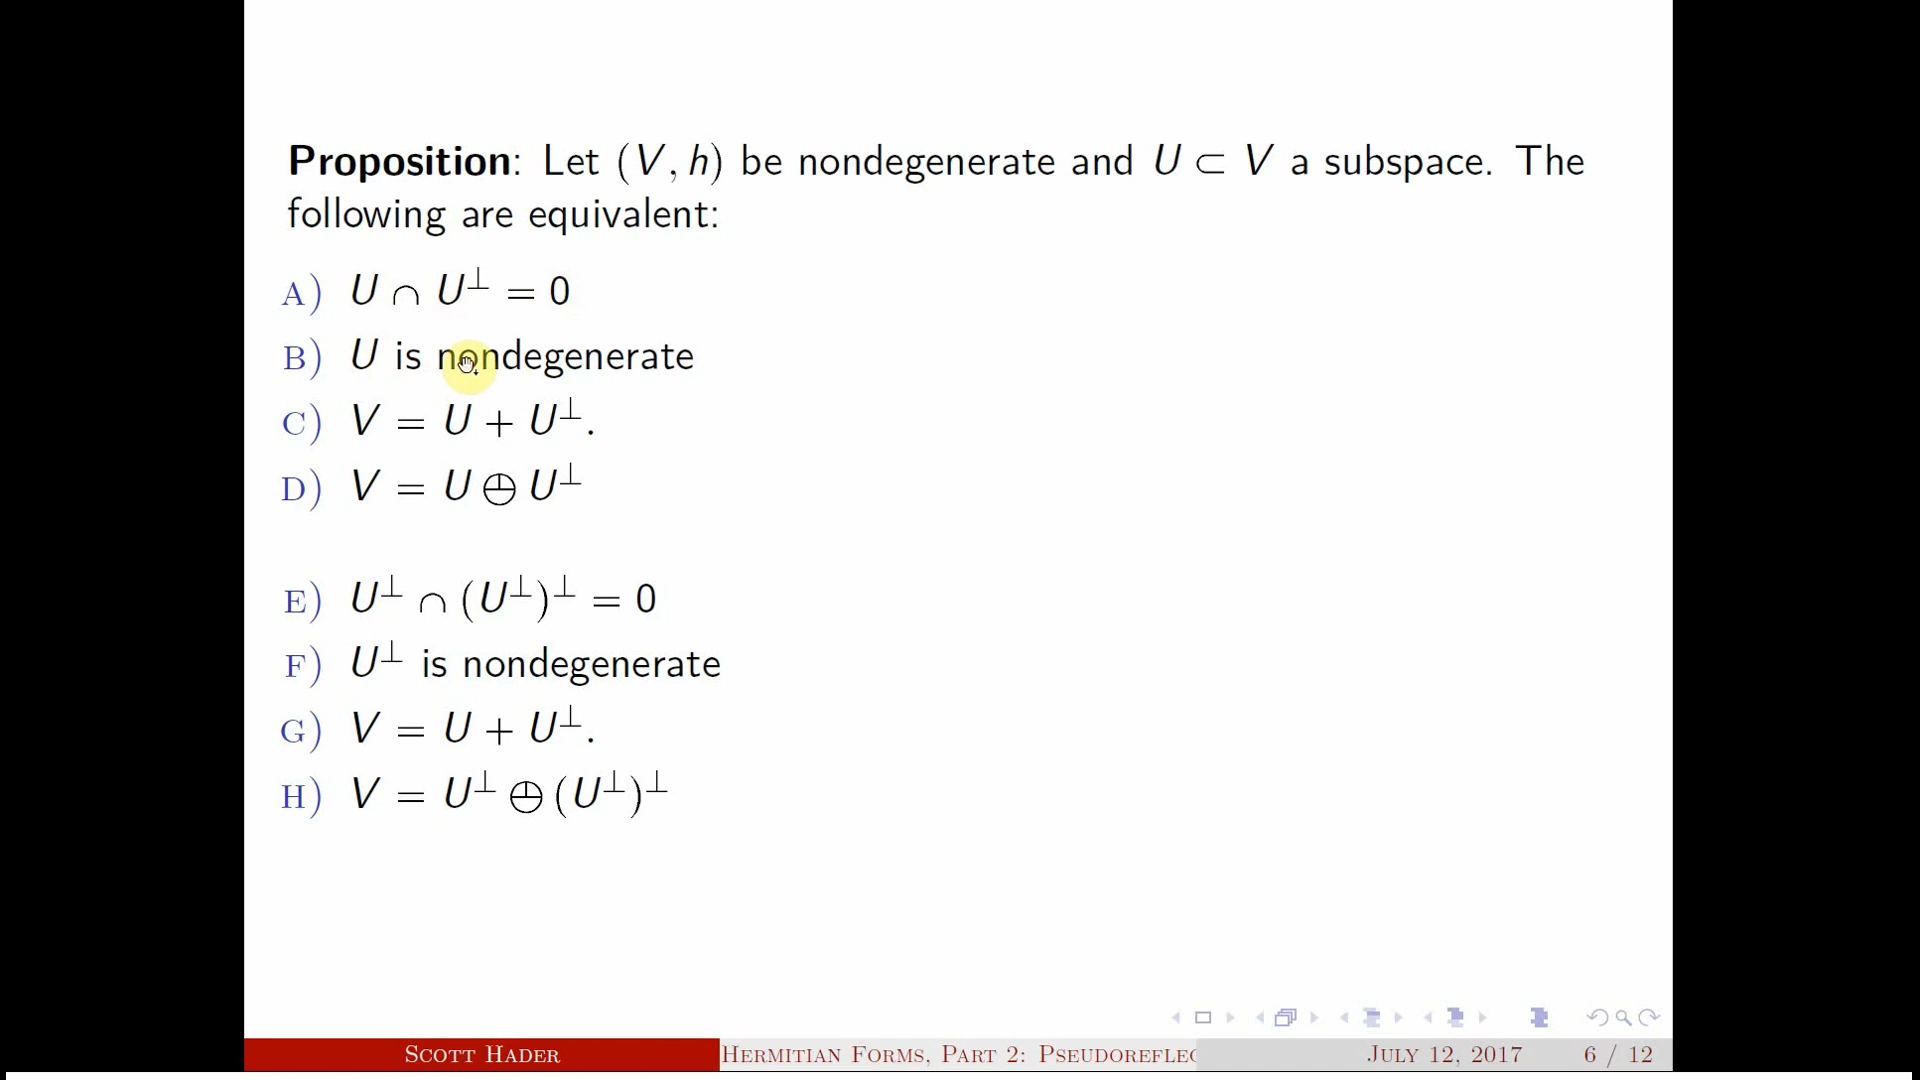 Proposition: Let (V, h) be nondegenerate and U ⊂ V a subspace. The
following are equivalent:
A) U ∩ U⊥ = 0
B) U is nondegenerate
C) V = U + U⊥.
D) V = U ⊕ U⊥
E) U⊥ ∩ (U⊥)⊥ = 0
F) U⊥ is nondegenerate
G) V = U + U⊥.
H) V = U⊥ ⊕ (U⊥)⊥
Scott Hader Hermitian Forms, Part 2: Pseudoreflec July 12, 2017 6 / 12